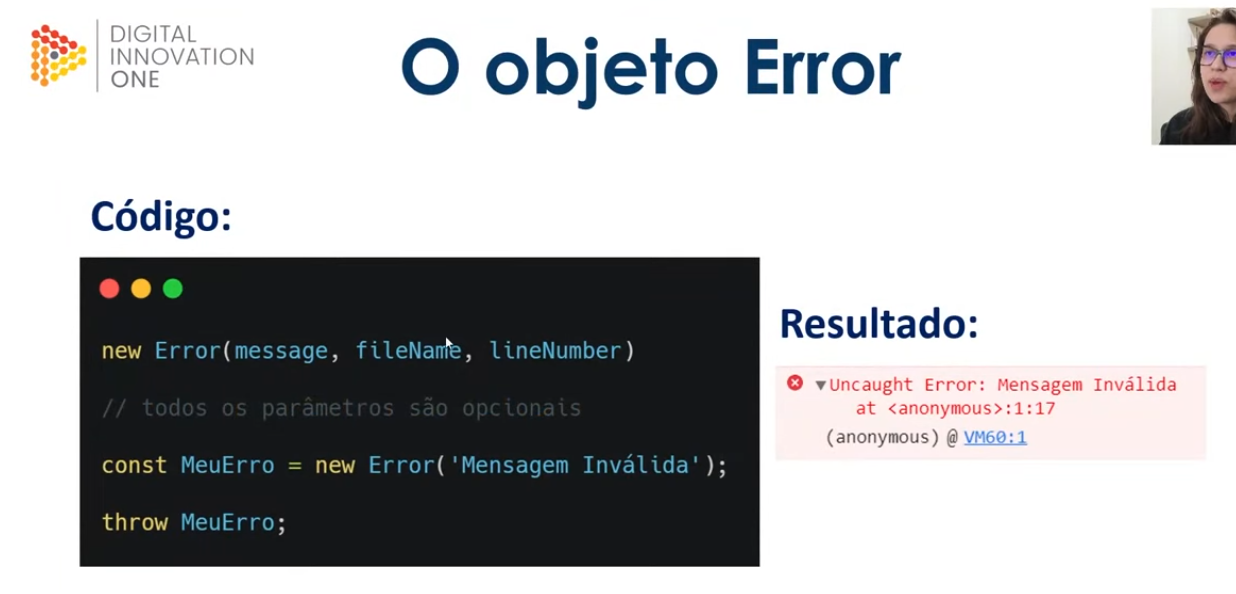 DIGITAL
INNOVATION
ONE
O objeto Error
Código:
new Error(message, fileName, lineNumber)
// todos os parâmetros são opcionais
const MeuErro = new Error('Mensagem Inválida');
throw MeuErro;
Resultado:
Uncaught Error: Mensagem Inválida
at <anonymous>:1:17
(anonymous) @ VM60:1